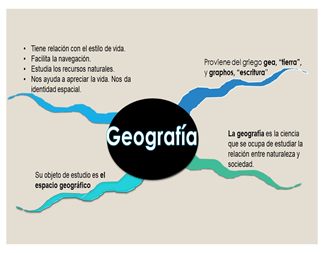 • Tiene relación con el estilo de vida.
• Facilita la navegación.
• Estudia los recursos naturales.
• Nos ayuda a apreciar la vida. Nos da
identidad espacial.
Proviene del griego gea, “tierra”,
y graphos, “escritura”
Geografía
La geografía es la ciencia
que se ocupa de estudiar la
relación entre naturaleza y
sociedad.
Su objeto de estudio es el
espacio geográfico